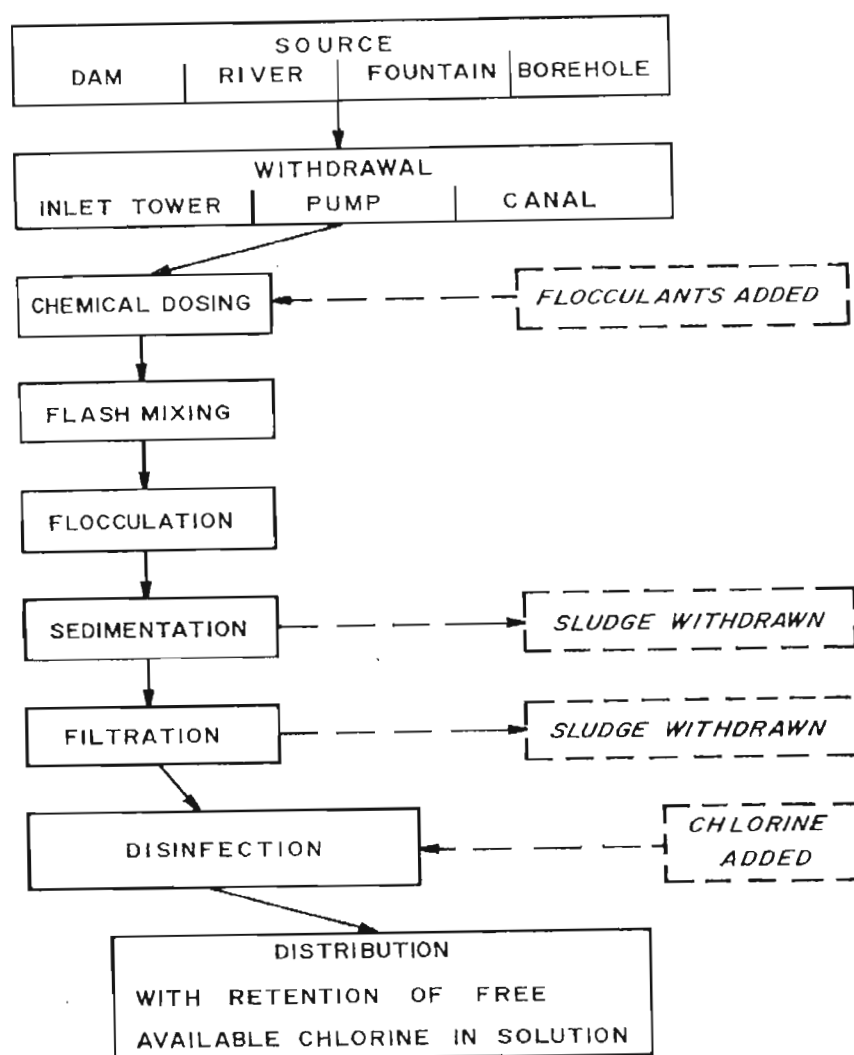 SOURCE
DAM RIVER FOUNTAIN BOREHOLE
WITHDRAWAL
INLET TOWER PUMP CANAL
CHEMICAL DOSING
FLOCCULANTS ADDED
FLASH MIXING
FLOCCULATION
SEDIMENTATION
SLUDGE WITHDRAWN
FILTRATION
SLUDGE WITHDRAWN
DISINFECTION
CHLORINE
ADDED
DISTRIBUTION
WITH RETENTION OF FREE
AVAILABLE CHLORINE IN SOLUTION